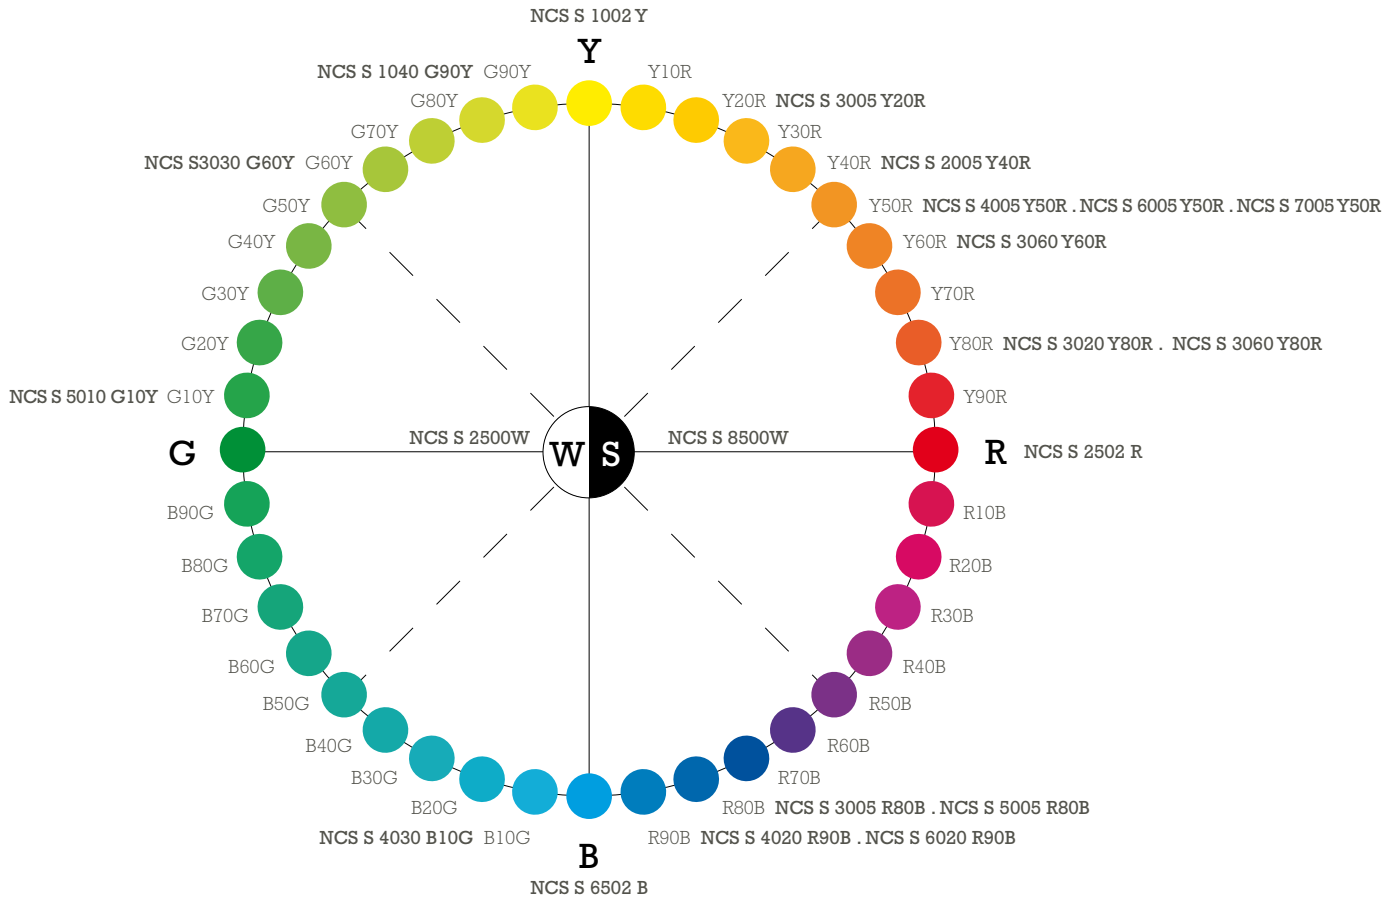 NCS S 1002 Y
Y
NCS S 1040 G90Y G90Y
Y10R
G80Y
Y20R NCS S 3005 Y20R
G70Y
Y30R
NCS S3030 G60Y G60Y
Y40R NCS S 2005 Y40R
G50Y
Y50R NCS S 4005 Y50R . NCS S 6005 Y50R . NCS S 7005 Y50R
G40Y
Y60R NCS S 3060 Y60R
G30Y
Y70R
G20Y
Y80R NCS S 3020 Y80R . NCS S 3060 Y80R
NCS S 5010 G10Y G10Y
Y90R
NCS S 2500W
NCS S 8500W
G
W S
R NCS S 2502 R
B90G
R10B
B80G
R20B
B70G
R30B
B60G
R40B
B50G
R50B
B40G
R60B
B30G
R70B
B20G
R80B NCS S 3005 R80B . NCS S 5005 R80B
NCS S 4030 B10G B10G
R90B NCS S 4020 R90B . NCS S 6020 R90B
B
NCS S 6502 B